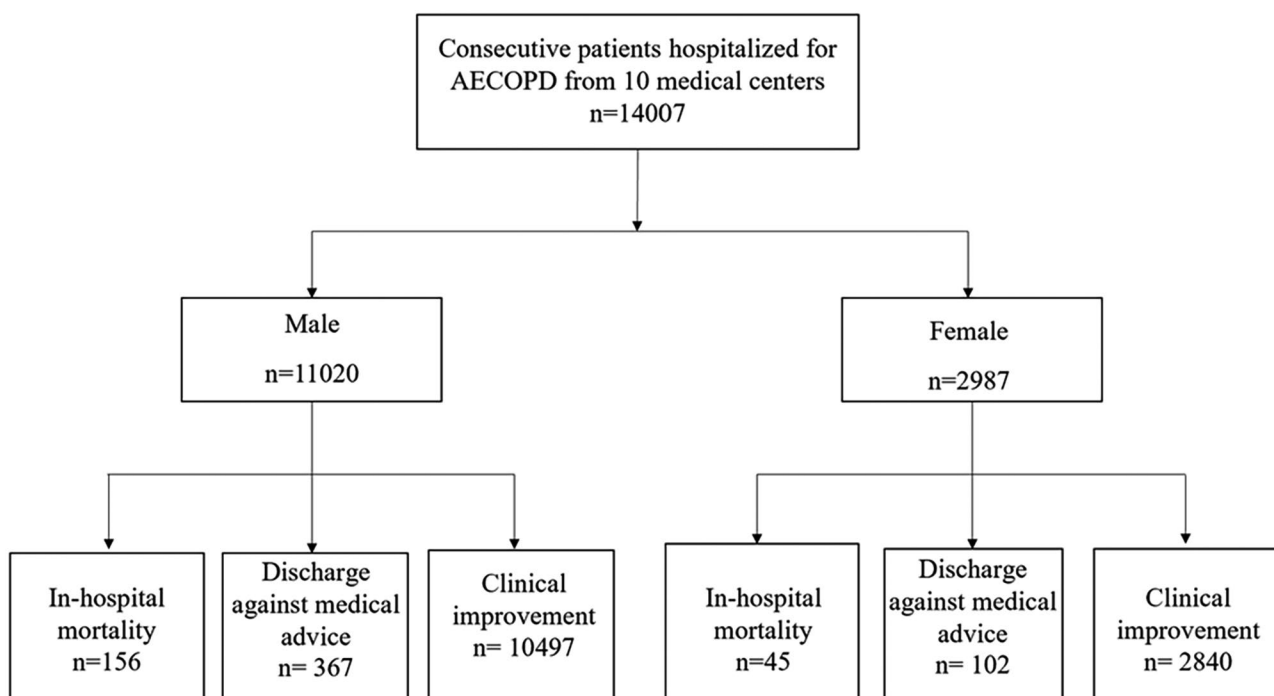 Consecutive patients hospitalized for
AECOPD from 10 medical centers
n=14007
Male
n=11020
Female
n=2987
In-hospital
mortality
n=156
Discharge
against medical
advice
n= 367
Clinical
improvement
n= 10497
In-hospital
mortality
n=45
Discharge
against medical
advice
n= 102
Clinical
improvement
n= 2840